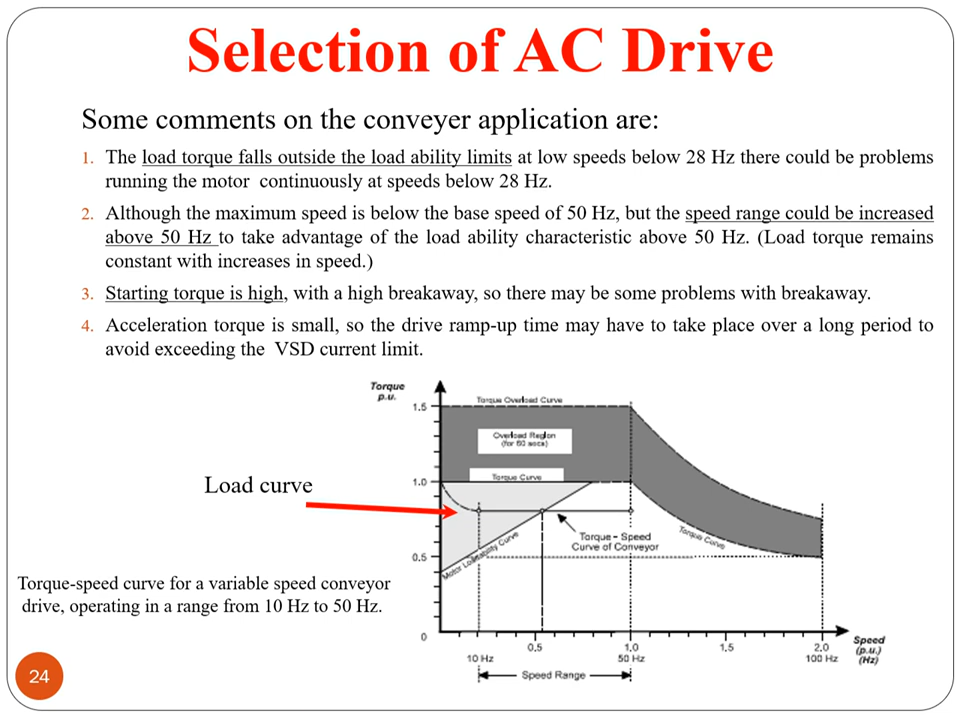 Selection of AC Drive
Some comments on the conveyer application are:
1. The load torque falls outside the load ability limits at low speeds below 28 Hz there could be problems
running the motor continuously at speeds below 28 Hz.
2. Although the maximum speed is below the base speed of 50 Hz, but the speed range could be increased
above 50 Hz to take advantage of the load ability characteristic above 50 Hz. (Load torque remains
constant with increases in speed.)
3. Starting torque is high, with a high breakaway, so there may be some problems with breakaway.
4. Acceleration torque is small, so the drive ramp-up time may have to take place over a long period to
avoid exceeding the VSD current limit.
Torque
p.u.
1.5
Torque Overload Curve
Overload Region
(for 60 secs)
1.0
Torque Curve
Load curve
Torque – Speed
Curve of Conveyor
Torque Curve
Motor Loadability Curve
0.5
Torque-speed curve for a variable speed conveyor
drive, operating in a range from 10 Hz to 50 Hz.
0
0.5
1.0
1.5
2.0
10 Hz
50 Hz
100 Hz
Speed
(p.u.)
(Hz)
Speed Range
24